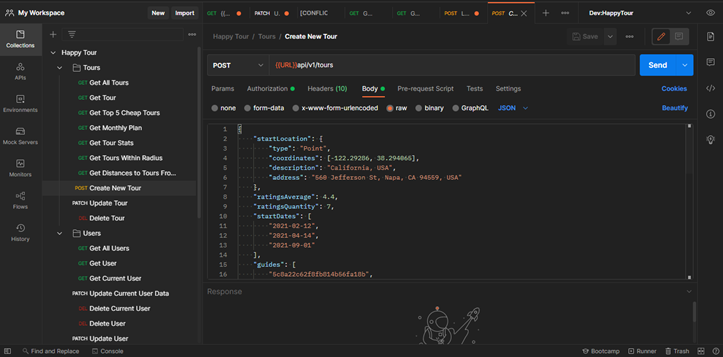 My Workspace
New
Import
GET {{
PATCH U.
[CONFLIC
GET G...
GET G...
POST L...
POST C...
Dev:HappyTour
Collections
APIs
Environments
Mock Servers
Monitors
Flows
History
Happy Tour
Tours
GET Get All Tours
GET Get Tour
GET Get Top 5 Cheap Tours
GET Get Monthly Plan
GET Get Tour Stats
GET Get Tours Within Radius
GET Get Distances to Tours Fro...
POST Create New Tour
PATCH Update Tour
DEL Delete Tour
Users
GET Get All Users
GET Get User
GET Get Current User
PATCH Update Current User Data
DEL Delete Current User
DEL Delete User
PATCH Update User
Happy Tour / Tours / Create New Tour
Save
POST
{{URL}}api/v1/tours
Send
Params
Authorization
Headers (10)
Body
Pre-request Script
Tests
Settings
Cookies
none
form-data
x-www-form-urlencoded
raw
binary
GraphQL
JSON
Beautify
1 {
2 "startLocation": {
3 "type": "Point",
4 "coordinates": [-122.29286, 38.294065],
5 "description": "California, USA",
6 "address": "560 Jefferson St, Napa, CA 94559, USA"
7 },
8 "ratingsAverage": 4.4,
9 "ratingsQuantity": 7,
10 "startDates": [
11 "2021-02-12",
12 "2021-04-14",
13 "2021-09-01"
14 ],
15 "guides": [
16 "5c8a22c62f8fb814b56fa18b",
Response
Find and Replace
Console
Bootcamp
Runner
Trash